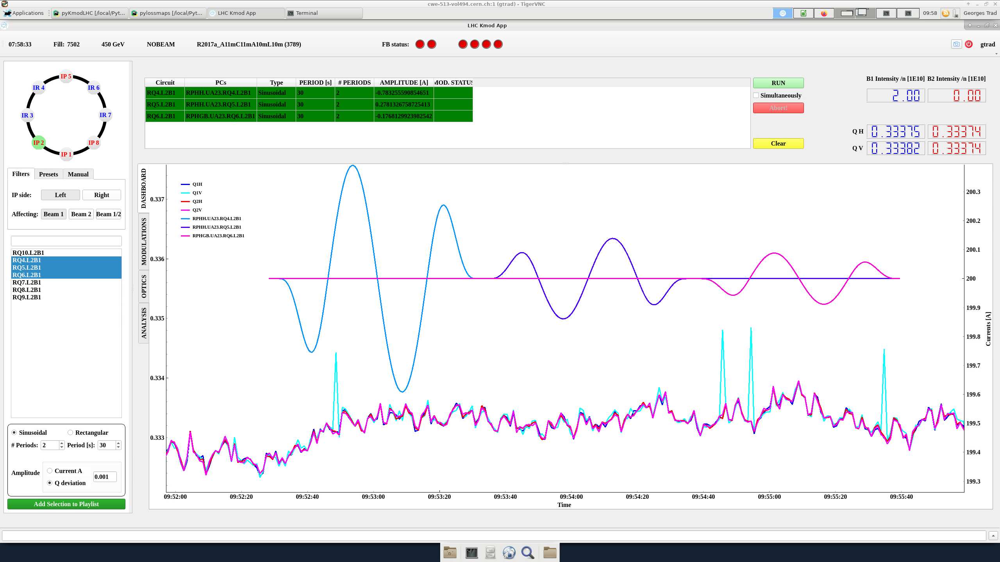 cwe-513-vol494.cern.ch:1 (gtrad) - TigerVNC
Applications pyKmodLHC [/local/Pyt... pylossmaps [/local/Pyt... LHC Kmod App Terminal 09:58 Georges Trad
LHC Kmod App
07:58:33 Fill: 7502 450 GeV NOBEAM R2017a_A11mC11mA10mL10m (3789) FB status: gtrad
IP 5
IR 4 IR 6
IR 3 IR 7
IP 2 IP 8
IP 1
Filters Presets Manual
IP side: Left Right
Affecting: Beam 1 Beam 2 Beam 1/2
RQ10.L2B1
RQ4.L2B1
RQ5.L2B1
RQ6.L2B1
RQ7.L2B1
RQ8.L2B1
RQ9.L2B1
Sinusoidal Rectangular
# Periods: 2 Period [s]: 30
Amplitude
Current A
Q deviation
0.001
Add Selection to Playlist
Circuit PCs Type PERIOD [s] # PERIODS AMPLITUDE [A] MOD. STATUS
RQ4.L2B1 RPHH.UA23.RQ4.L2B1 Sinusoidal 30 2 -0.783255590854651
RQ5.L2B1 RPHH.UA23.RQ5.L2B1 Sinusoidal 30 2 0.2781326758725413
RQ6.L2B1 RPHGB.UA23.RQ6.L2B1 Sinusoidal 30 2 -0.1768129923982542
RUN
Simultaneously
Abort!
Clear
B1 Intensity /n [1E10] B2 Intensity /n [1E10]
2.00 0.00
Q H 0.33375 0.33374
Q V 0.33382 0.33374
DASHBOARD
MODULATIONS
OPTICS
ANALYSIS
Q1H
Q1V
Q2H
Q2V
RPHH.UA23.RQ4.L2B1
RPHH.UA23.RQ5.L2B1
RPHGB.UA23.RQ6.L2B1
0.337
0.336
0.335
0.334
0.333
200.3
200.2
200.1
200
199.9
199.8
199.7
199.6
199.5
199.4
199.3
Currents [A]
09:52:00 09:52:20 09:52:40 09:53:00 09:53:20 09:53:40 09:54:00 09:54:20 09:54:40 09:55:00 09:55:20 09:55:40
Time